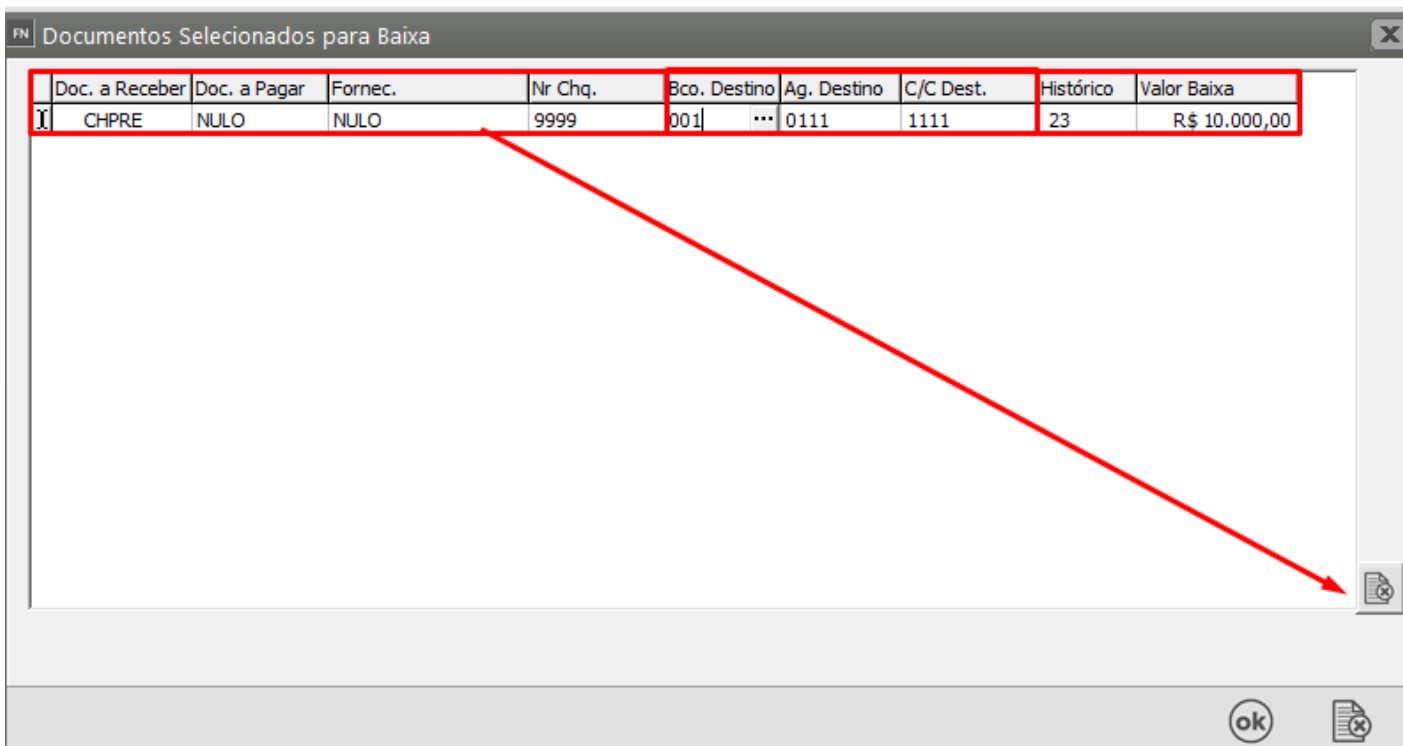 FN Documentos Selecionados para Baixa
Doc. a Receber Doc. a Pagar Fornec. Nr Chq. Bco. Destino Ag. Destino C/C Dest. Histórico Valor Baixa
CHPRE NULO NULO 9999 001 ... 0111 1111 23 R$ 10.000,00
ok